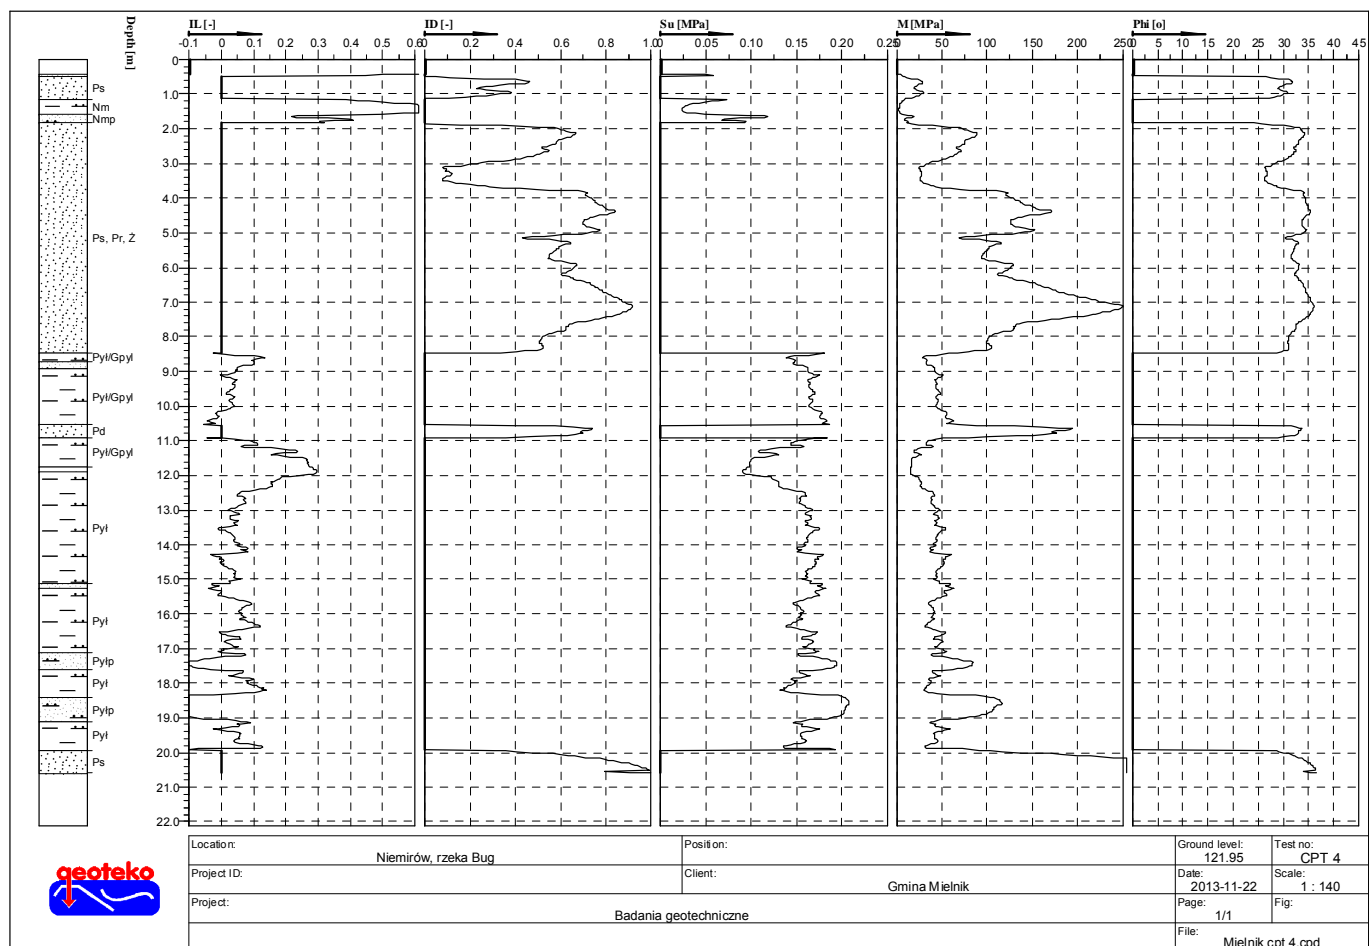 Depth [m]
IL [-]
ID [-]
Su [MPa]
M [MPa]
Phi [o]
-0.1 0 0.1 0.2 0.3 0.4 0.5 0.6
0 0.2 0.4 0.6 0.8 1.0
0 0.05 0.10 0.15 0.20 0.25
0 50 100 150 200 250
0 5 10 15 20 25 30 35 40 45
0
Ps
1.0
Nm
Nmp
2.0
3.0
4.0
5.0
Ps, Pr, Ż
6.0
7.0
8.0
Pył/Gpyl
9.0
Pył/Gpyl
10.0
Pd
11.0
Pył/Gpyl
12.0
13.0
Pył
14.0
15.0
16.0
Pył
17.0
Pyłp
18.0
Pył
Pyłp
19.0
Pył
20.0
Ps
21.0
22.0
geoteko
Location:
Niemirów, rzeka Bug
Position:
Ground level:
121.95
Test no:
CPT 4
Project ID:
Client:
Gmina Mielnik
Date:
2013-11-22
Scale:
1 : 140
Project:
Badania geotechniczne
Page:
1/1
Fig:
File:
Mielnik cpt 4.cpd